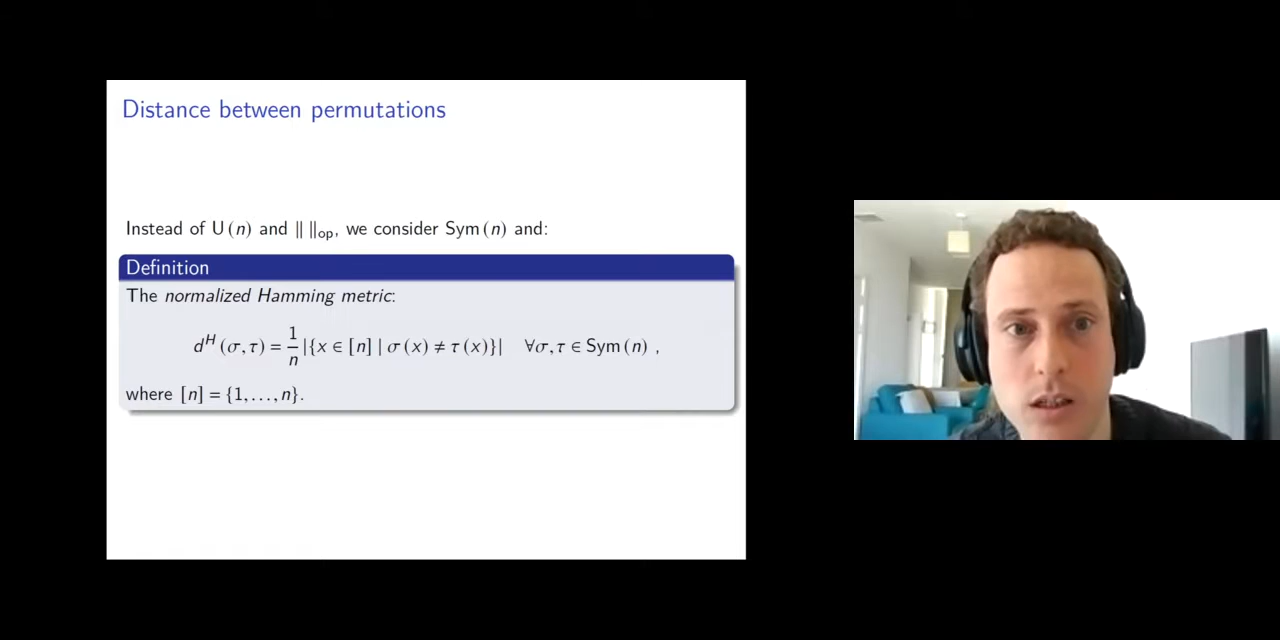 Distance between permutations
Instead of U(n) and ‖ ‖op, we consider Sym(n) and:
Definition
The normalized Hamming metric:
d^H(σ,τ) = 1/n |{x ∈ [n] | σ(x) ≠ τ(x)}| ∀σ,τ ∈ Sym(n) ,
where [n] = {1,...,n}.